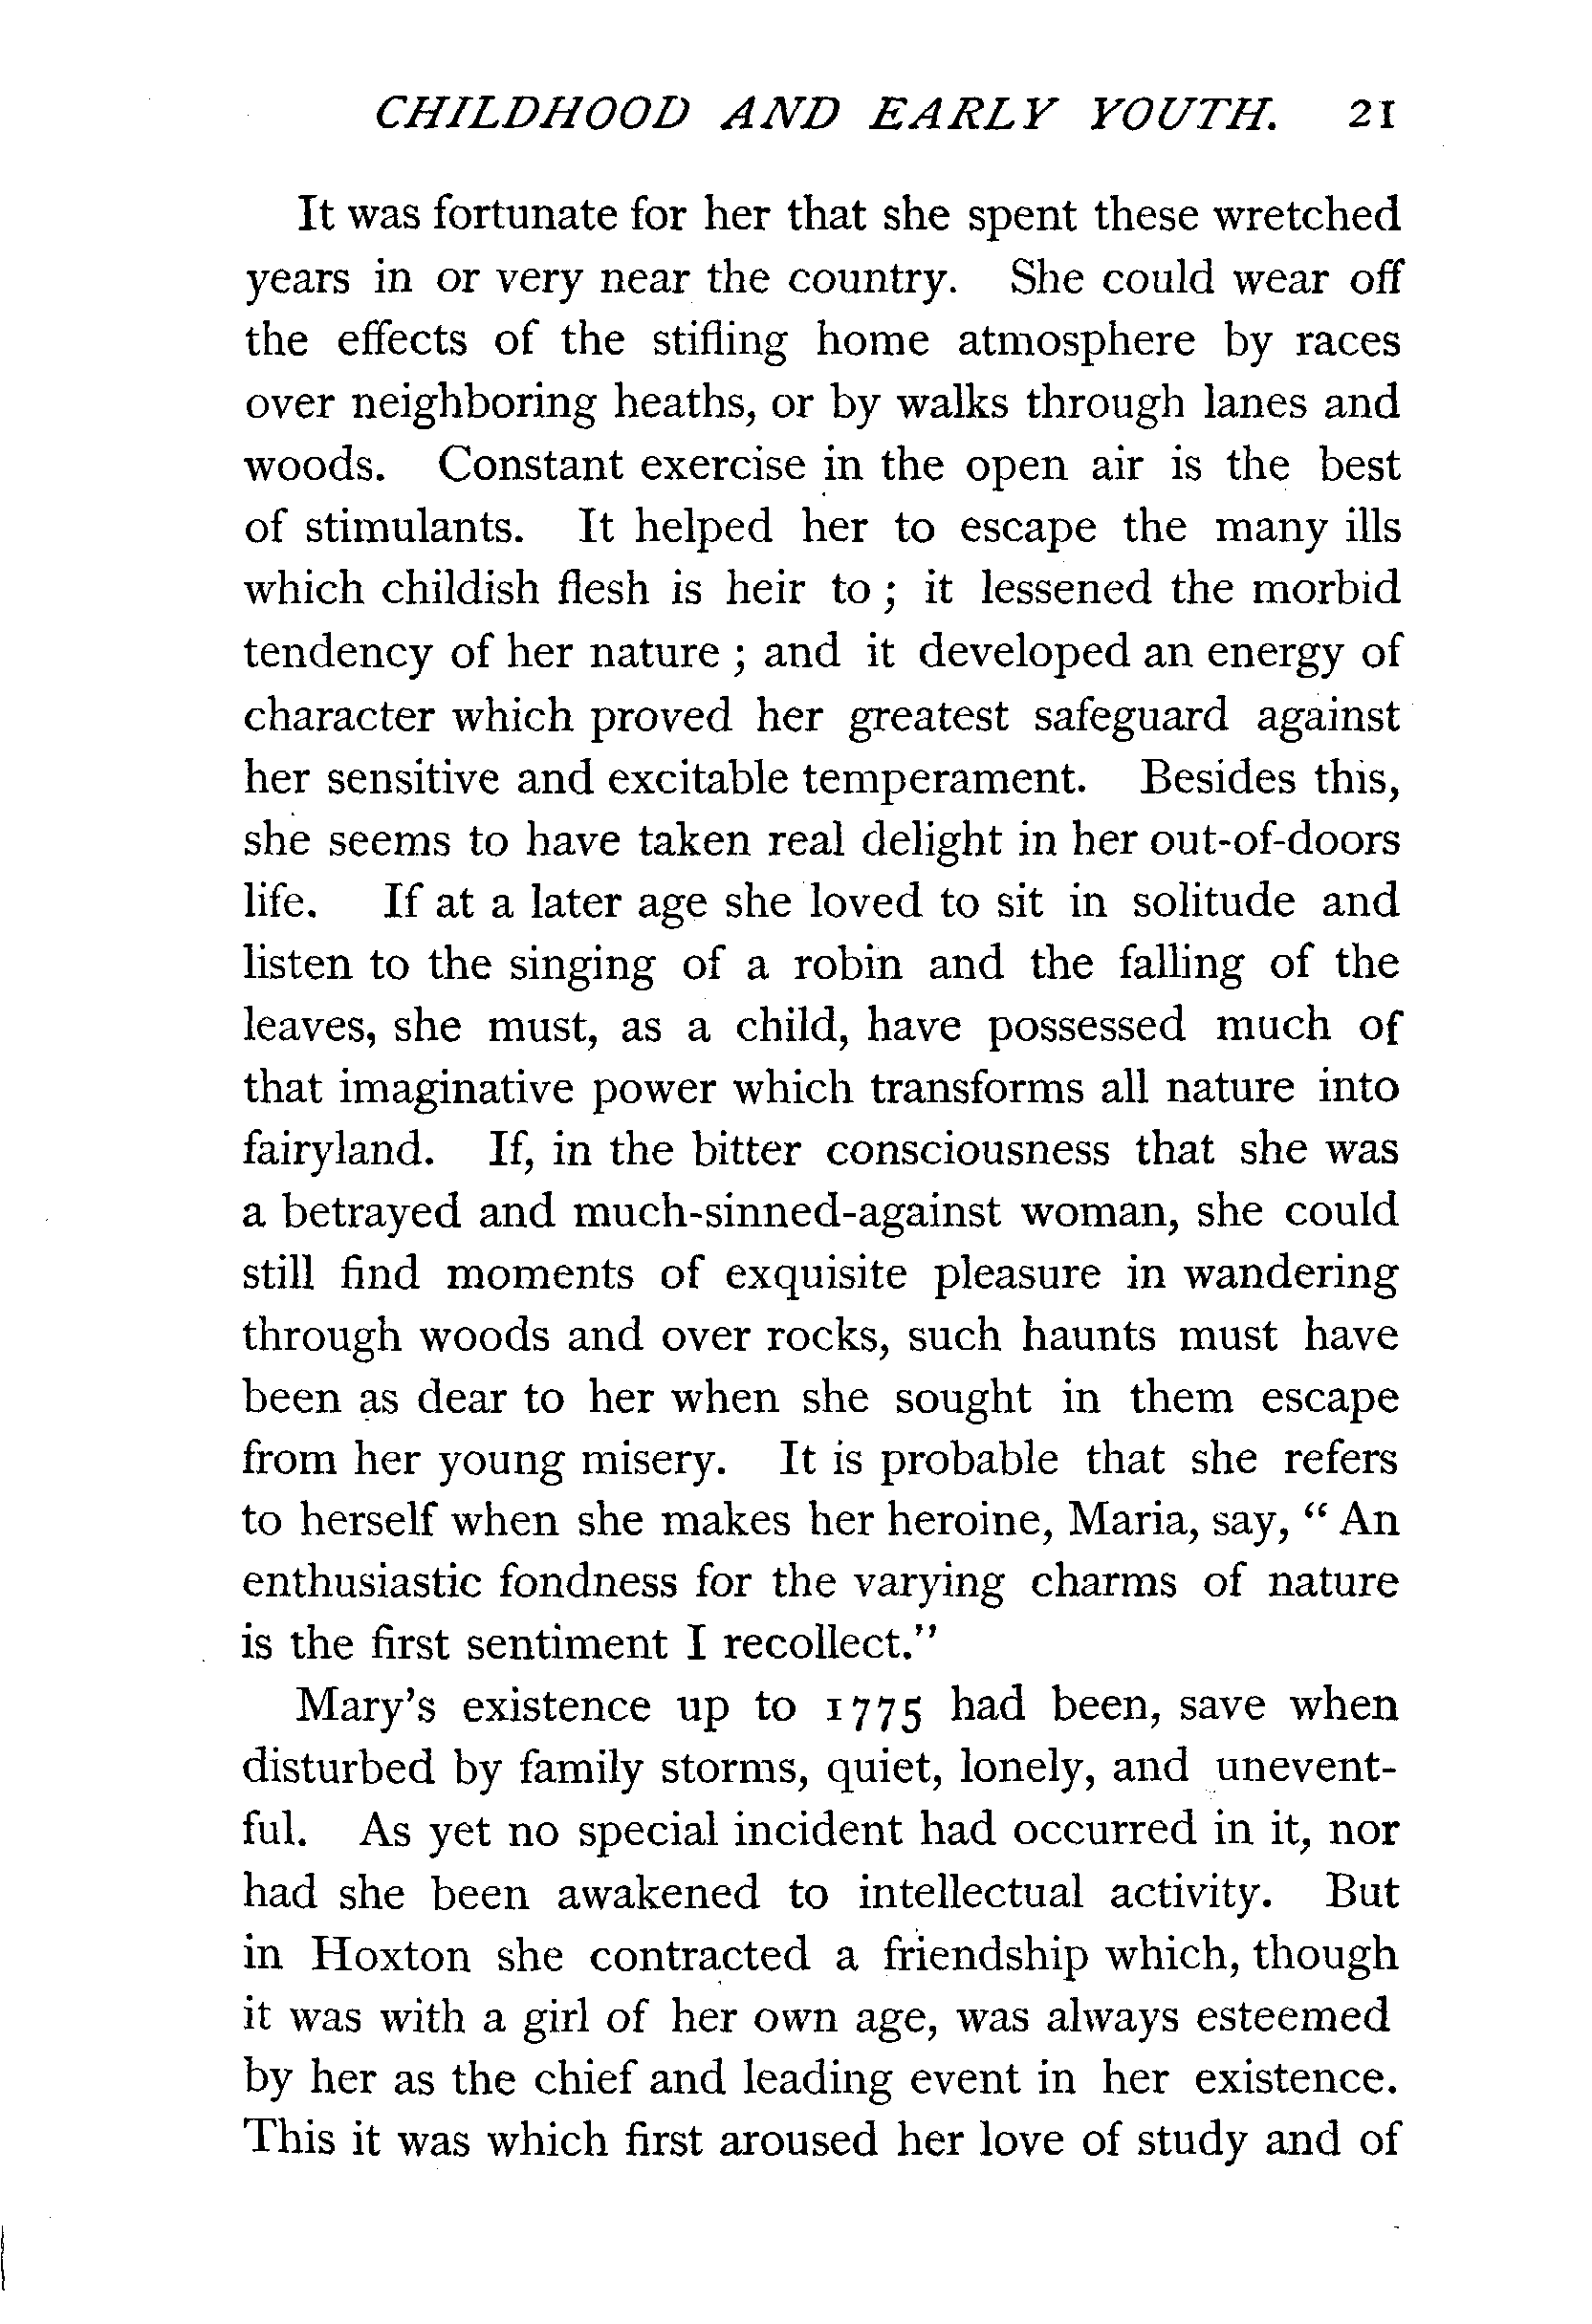 CHILDHOOD AND EARLY YOUTH. 21
It was fortunate for her that she spent these wretched
years in or very near the country. She could wear off
the effects of the stifling home atmosphere by races
over neighboring heaths, or by walks through lanes and
woods. Constant exercise in the open air is the best
of stimulants. It helped her to escape the many ills
which childish flesh is heir to ; it lessened the morbid
tendency of her nature ; and it developed an energy of
character which proved her greatest safeguard against
her sensitive and excitable temperament. Besides this,
she seems to have taken real delight in her out-of-doors
life. If at a later age she loved to sit in solitude and
listen to the singing of a robin and the falling of the
leaves, she must, as a child, have possessed much of
that imaginative power which transforms all nature into
fairyland. If, in the bitter consciousness that she was
a betrayed and much-sinned-against woman, she could
still find moments of exquisite pleasure in wandering
through woods and over rocks, such haunts must have
been as dear to her when she sought in them escape
from her young misery. It is probable that she refers
to herself when she makes her heroine, Maria, say, “ An
enthusiastic fondness for the varying charms of nature
is the first sentiment I recollect.”
Mary’s existence up to 1775 had been, save when
disturbed by family storms, quiet, lonely, and unevent-
ful. As yet no special incident had occurred in it, nor
had she been awakened to intellectual activity. But
in Hoxton she contracted a friendship which, though
it was with a girl of her own age, was always esteemed
by her as the chief and leading event in her existence.
This it was which first aroused her love of study and of